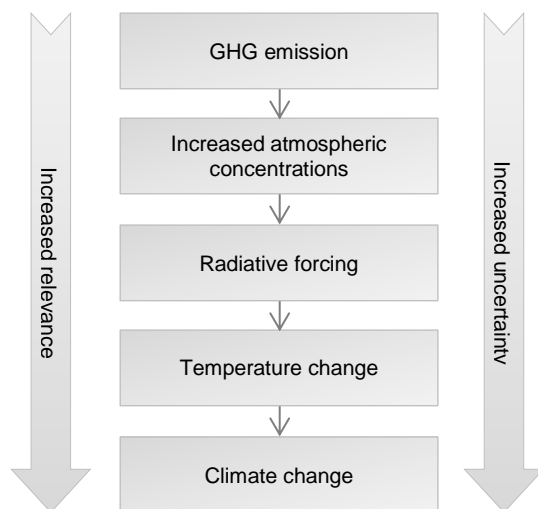 GHG emission
Increased atmospheric
concentrations
Radiative forcing
Temperature change
Climate change
Increased relevance
Increased uncertainty